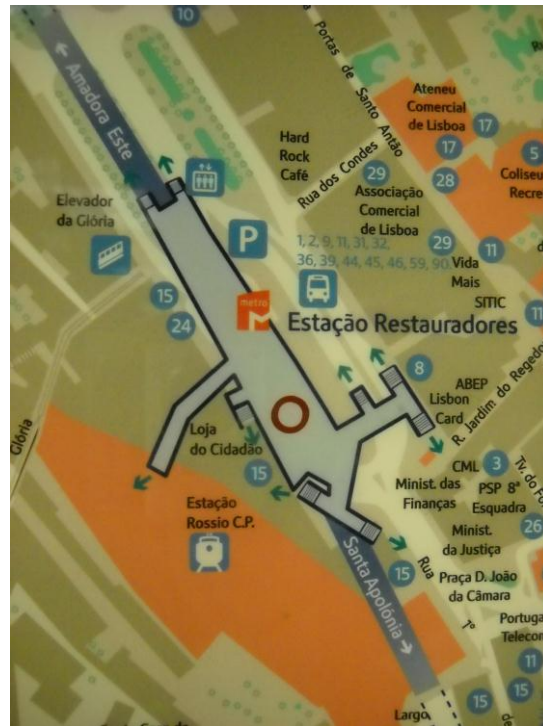 10
Portas de Santo Antão
← Amadora Este
Ateneu
Comercial
de Lisboa
17
17
5
Coliseu
Recre
Hard
Rock
Café
Rua dos Condes
29
28
Associação
Comercial
de Lisboa
29
11
Elevador
da Glória
P
1, 2, 9, 11, 31, 32,
36, 39, 44, 45, 46, 59, 90.
Vida
Mais
SITIC
11
15
24
metro
M
Estação Restauradores
8
ABEP
Lisbon
Card
R. Jardim do Regedo
Glória
Loja
do Cidadão
15
CML
3
Minist. das
Finanças
PSP 8ª
Esquadra
Tv. do Fo
26
Estação
Rossio C.P.
Minist.
da Justiça
Santa Apolónia →
15
Rua
1º
Praça D. João
da Câmara
Portuga
Telecom
11
15
15
Largo
de